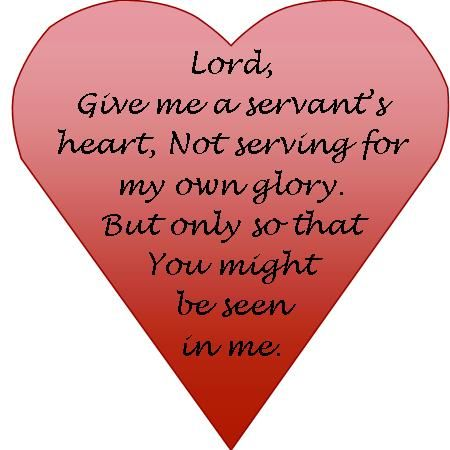 Lord,
Give me a servant's
heart, Not serving for
my own glory.
But only so that
You might
be seen
in me.